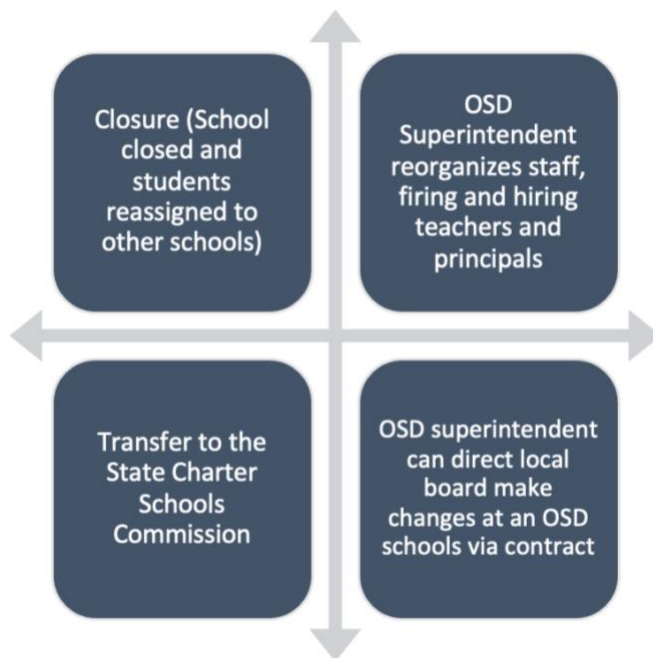 Closure (School
closed and
students
reassigned to
other schools)
OSD
Superintendent
reorganizes staff,
firing and hiring
teachers and
principals
Transfer to the
State Charter
Schools
Commission
OSD superintendent
can direct local
board make
changes at an OSD
schools via contract